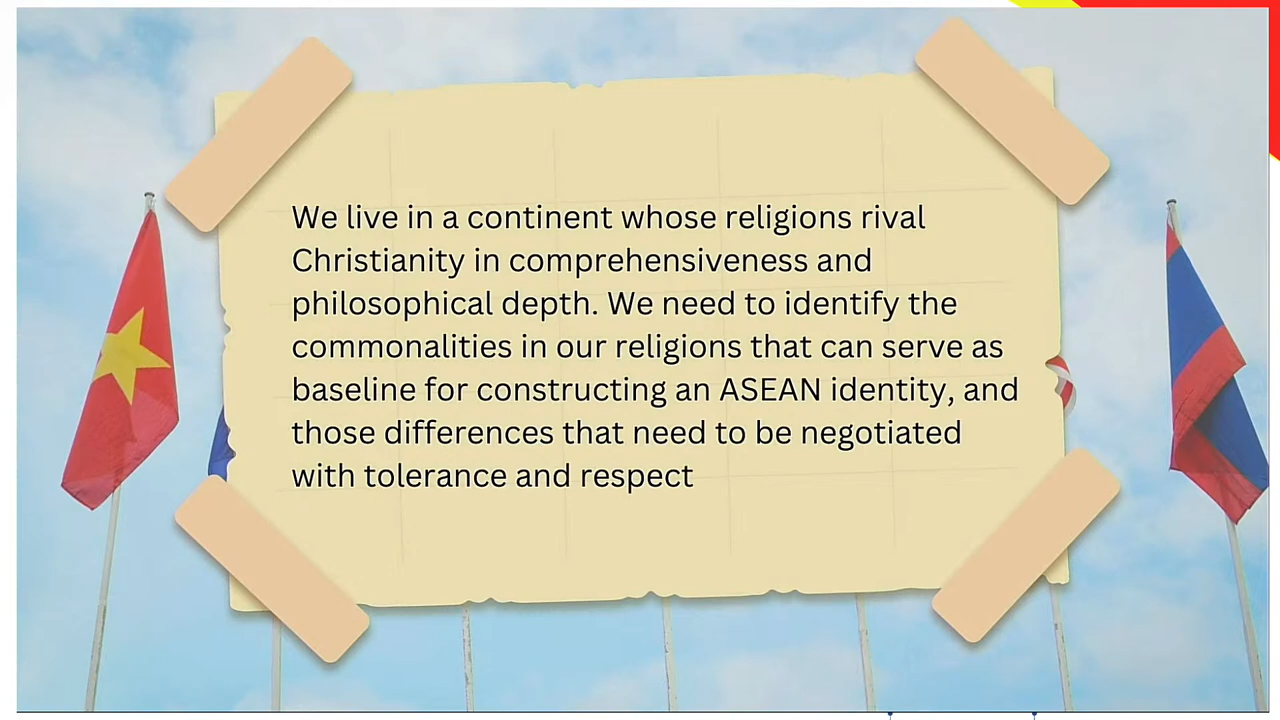 We live in a continent whose religions rival
Christianity in comprehensiveness and
philosophical depth. We need to identify the
commonalities in our religions that can serve as
baseline for constructing an ASEAN identity, and
those differences that need to be negotiated
with tolerance and respect